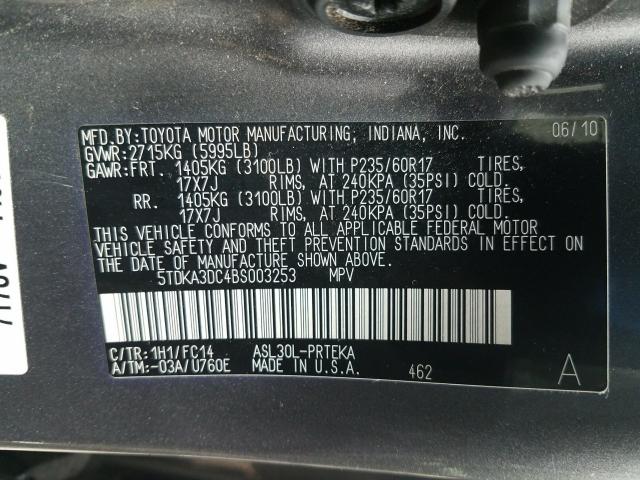 MFD.BY:TOYOTA MOTOR MANUFACTURING, INDIANA, INC. 06/10
GVWR:2715KG (5995LB)
GAWR:FRT. 1405KG (3100LB) WITH P235/60R17 TIRES,
17X7J RIMS, AT 240KPA (35PSI) COLD.
RR. 1405KG (3100LB) WITH P235/60R17 TIRES,
17X7J RIMS, AT 240KPA (35PSI) COLD.
THIS VEHICLE CONFORMS TO ALL APPLICABLE FEDERAL MOTOR
VEHICLE SAFETY AND THEFT PREVENTION STANDARDS IN EFFECT ON
THE DATE OF MANUFACTURE SHOWN ABOVE.
5TDKA3DC4BS003253 MPV
C/TR:1H1/FC14 ASL30L-PRTEKA
A/TM:-03A/U760E MADE IN U.S.A. 462 A